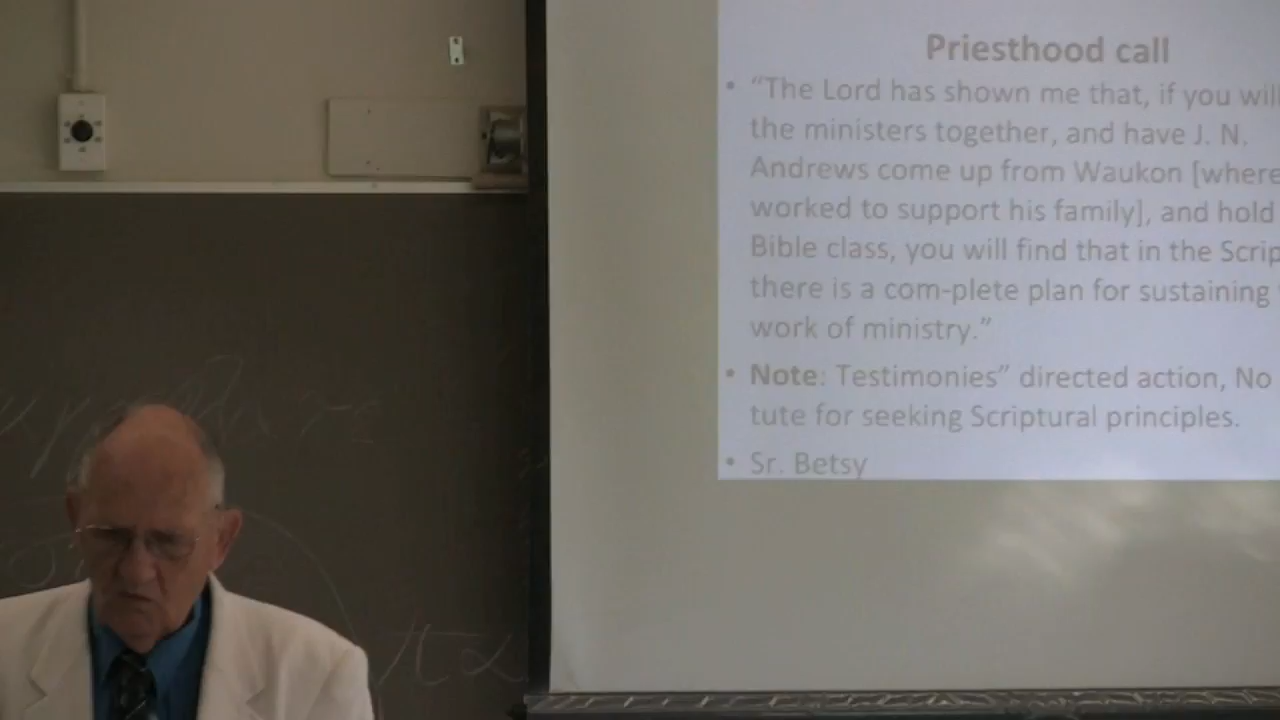 Priesthood call
• “The Lord has shown me that, if you will
the ministers together, and have J. N.
Andrews come up from Waukon [where
worked to support his family], and hold
Bible class, you will find that in the Scrip
there is a com-plete plan for sustaining
work of ministry.”
• Note: Testimonies” directed action, No
tute for seeking Scriptural principles.
• Sr. Betsy